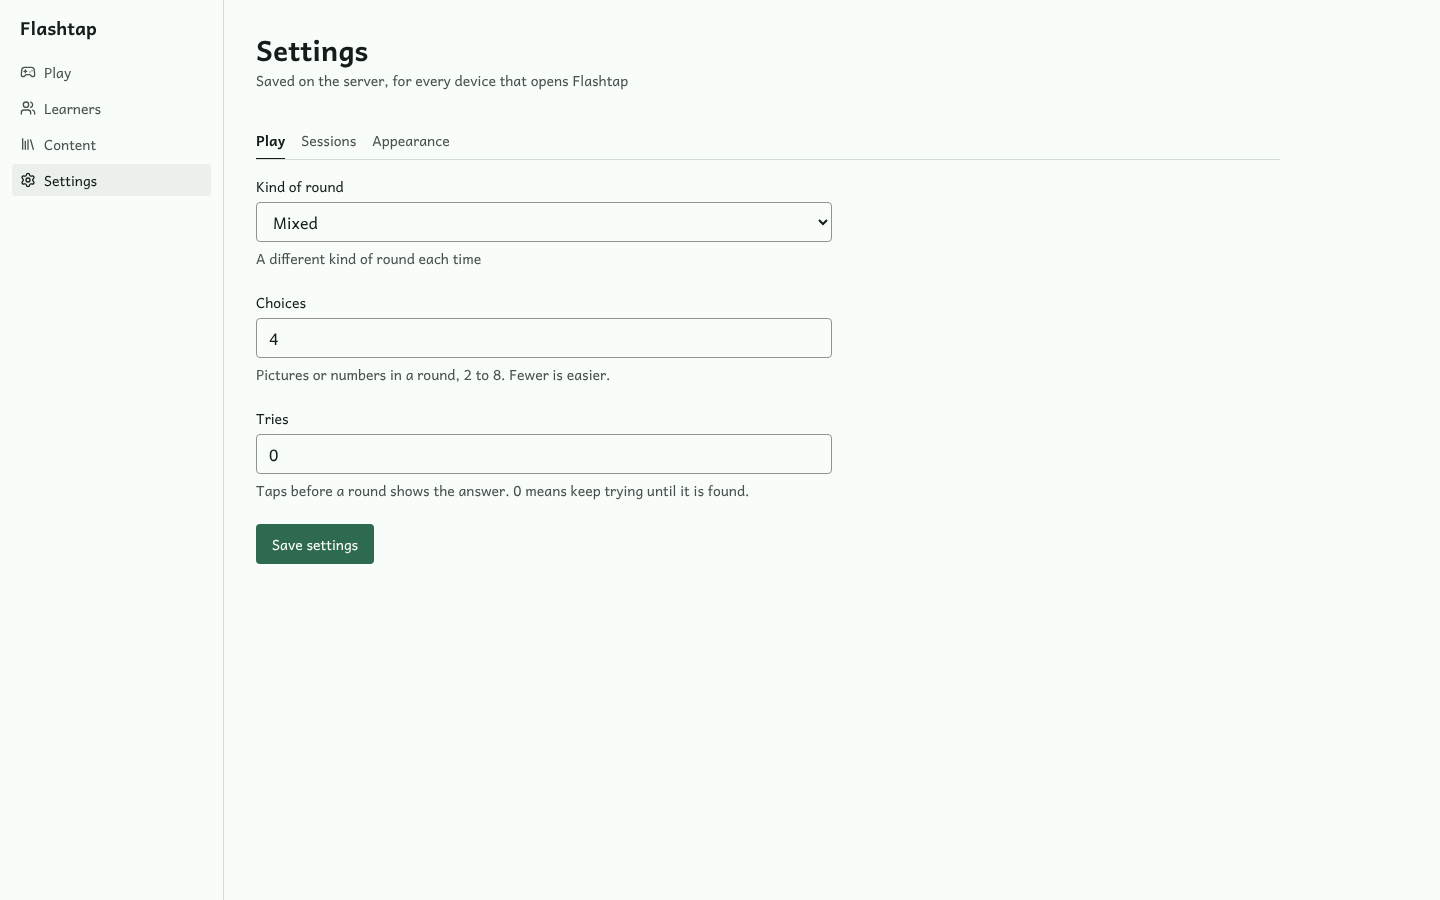 Flashtap
Play
Learners
Content
Settings
Settings
Saved on the server, for every device that opens Flashtap
Play Sessions Appearance
Kind of round
Mixed
A different kind of round each time
Choices
4
Pictures or numbers in a round, 2 to 8. Fewer is easier.
Tries
0
Taps before a round shows the answer. 0 means keep trying until it is found.
Save settings